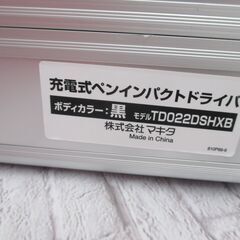 充電式ペンインパクトドライバ
ボディカラー：黒 モデルTD022DSHXB
株式会社マキタ
Made in China